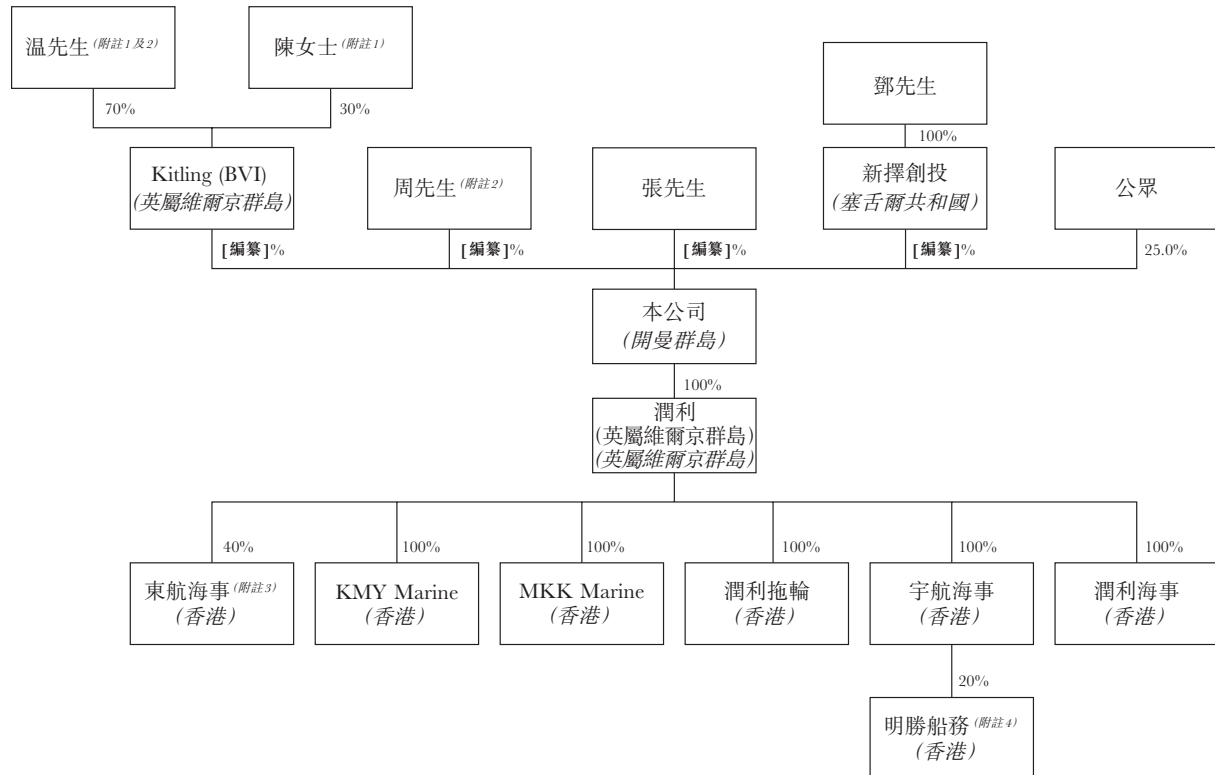 温先生(附註1及2)
陳女士(附註1)
鄧先生
70%
30%
100%
Kitling (BVI)
(英屬維爾京群島)
周先生(附註2)
張先生
新擇創投
(塞舌爾共和國)
公眾
[編纂]%
[編纂]%
[編纂]%
[編纂]%
25.0%
本公司
(開曼群島)
100%
潤利
(英屬維爾京群島)
(英屬維爾京群島)
40%
100%
100%
100%
100%
100%
東航海事(附註3)
(香港)
KMY Marine
(香港)
MKK Marine
(香港)
潤利拖輪
(香港)
宇航海事
(香港)
潤利海事
(香港)
20%
明勝船務(附註4)
(香港)